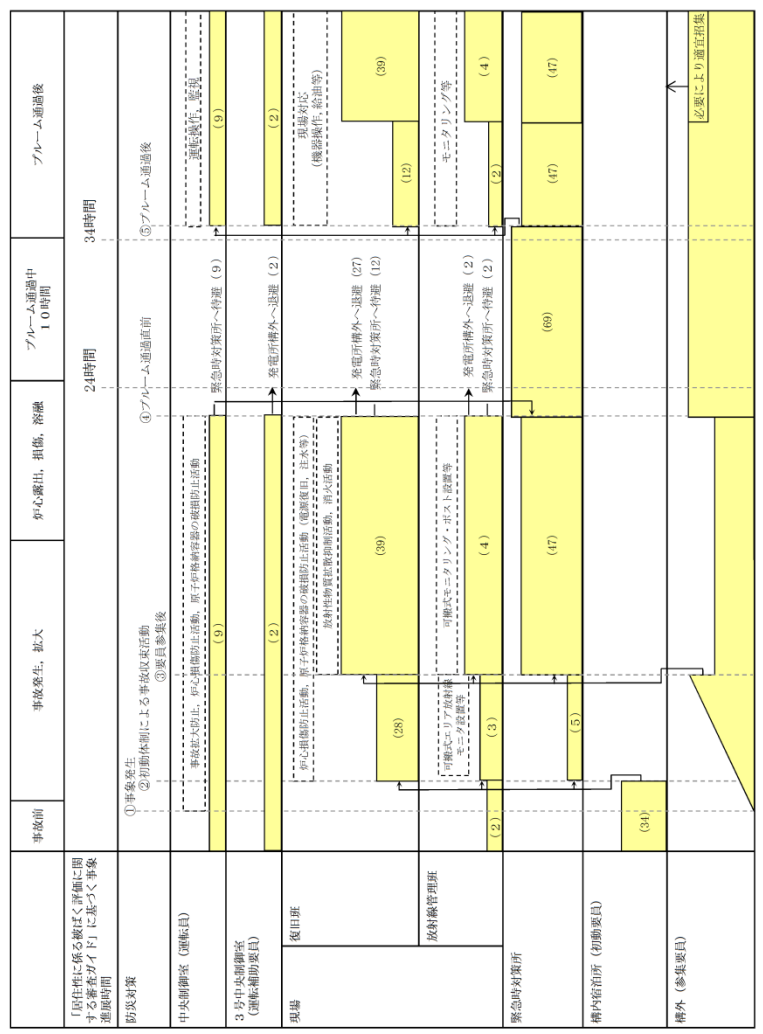 事故前
事故発生，拡大
炉心露出，損傷，溶融
プルーム通過中
１０時間
プルーム通過後
「居住性に係る被ばく評価に関
する審査ガイド」に基づく事象
進展時間
24時間
34時間
防災対策
①事象発生
②初動体制による事故収束活動
③要員参集後
④プルーム通過直前
⑤プルーム通過後
中央制御室（運転員）
事故拡大防止，炉心損傷防止活動，原子炉格納容器の破損防止活動
(９)
緊急時対策所へ待避 (９)
運転操作，監視
(９)
３号中央制御室
（運転補助要員）
(２)
発電所構外へ退避 (２)
(２)
現場
復旧班
炉心損傷防止活動，原子炉格納容器の破損防止活動（電源復旧，注水等）
放射性物質拡散抑制活動，消火活動
(28)
(39)
発電所構外へ退避 (27)
緊急時対策所へ待避 (12)
現場対応
(機器操作,給油等)
(12)
(39)
放射線管理班
可搬式エリア放射線
モニタ設置等
可搬式モニタリング・ポスト設置等
(２)
(３)
(４)
発電所構外へ退避 (２)
緊急時対策所へ待避 (２)
モニタリング等
(２)
(４)
緊急時対策所
(５)
(47)
(69)
(47)
(47)
構内宿泊所（初動要員）
(34)
構外（参集要員）
必要により適宜招集